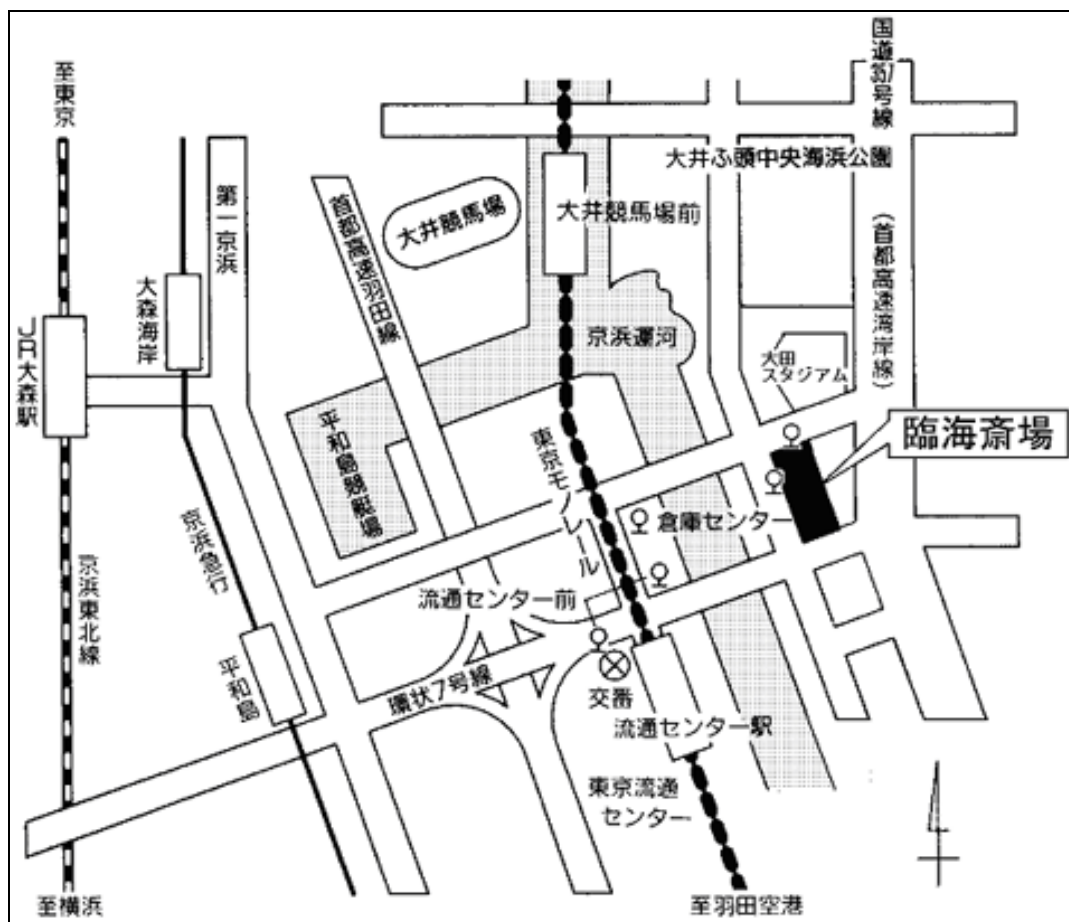 国道357号線
至東京
大井ふ頭中央海浜公園
第一京浜
首都高速羽田線
大井競馬場
大井競馬場前
(首都高速湾岸線)
大森海岸
JR大森駅
京浜運河
大田
スタジアム
平和島競艇場
東京モノレール
臨海斎場
京浜急行
倉庫センター
京浜東北線
流通センター前
平和島
環状7号線
交番
流通センター駅
東京流通
センター
至横浜
至羽田空港